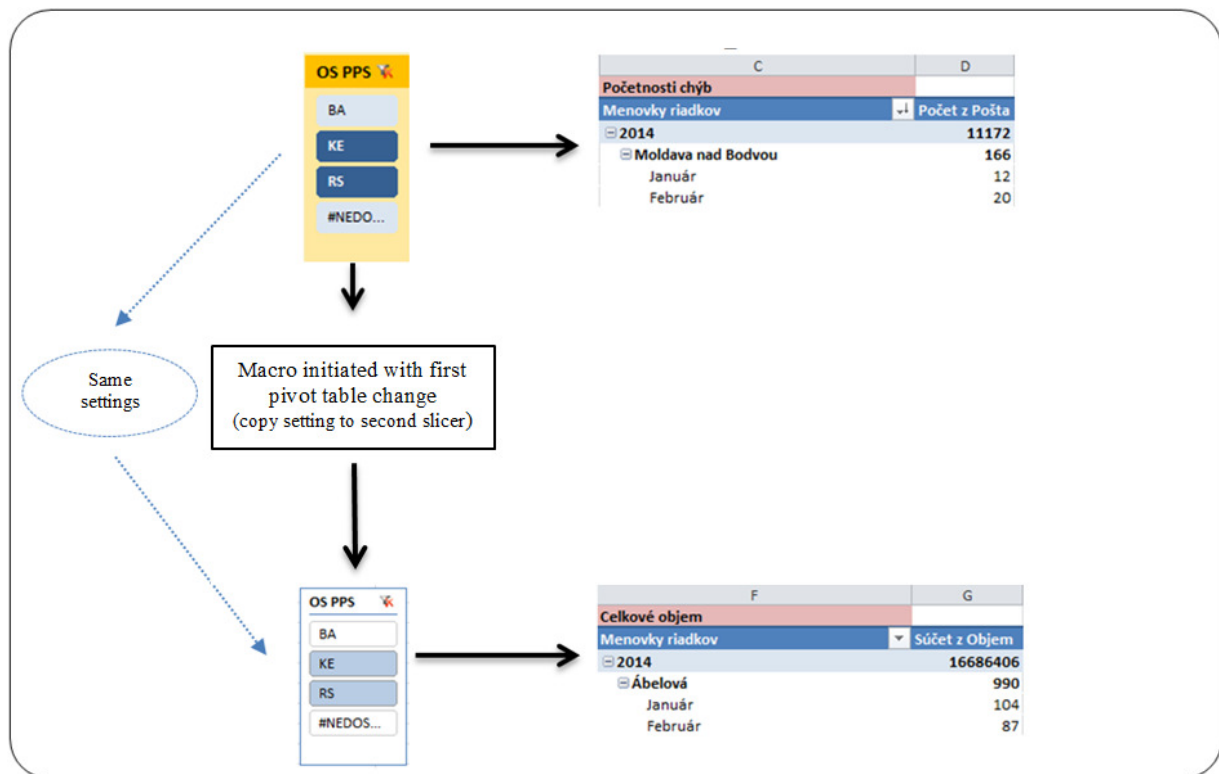 OS PPS
BA
KE
RS
#NEDO...
C D
Početnosti chýb
Menovky riadkov Počet z Pošta
2014 11172
Moldava nad Bodvou 166
Január 12
Február 20
Same
settings
Macro initiated with first
pivot table change
(copy setting to second slicer)
OS PPS
BA
KE
RS
#NEDOS...
F G
Celkové objem
Menovky riadkov Súčet z Objem
2014 16686406
Ábelová 990
Január 104
Február 87